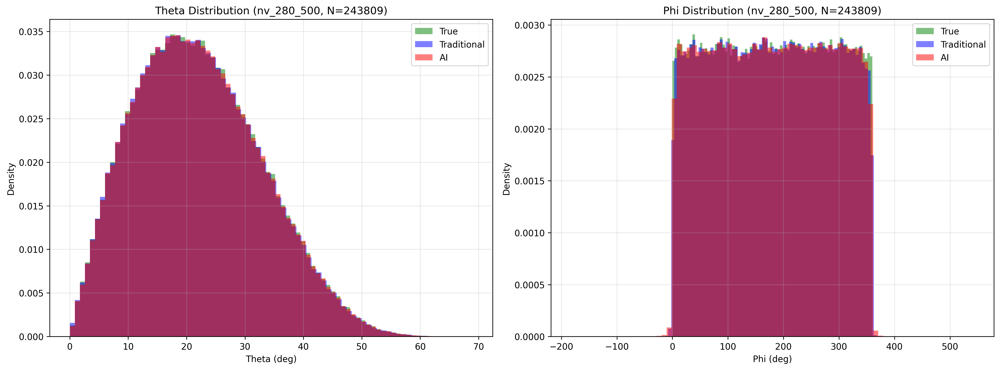 Theta Distribution (nv_280_500, N=243809)
True
Traditional
AI
0.035
0.030
0.025
0.020
0.015
0.010
0.005
0.000
Density
0
10
20
30
40
50
60
70
Theta (deg)
Phi Distribution (nv_280_500, N=243809)
True
Traditional
AI
0.0030
0.0025
0.0020
0.0015
0.0010
0.0005
0.0000
Density
−200
−100
0
100
200
300
400
500
Phi (deg)